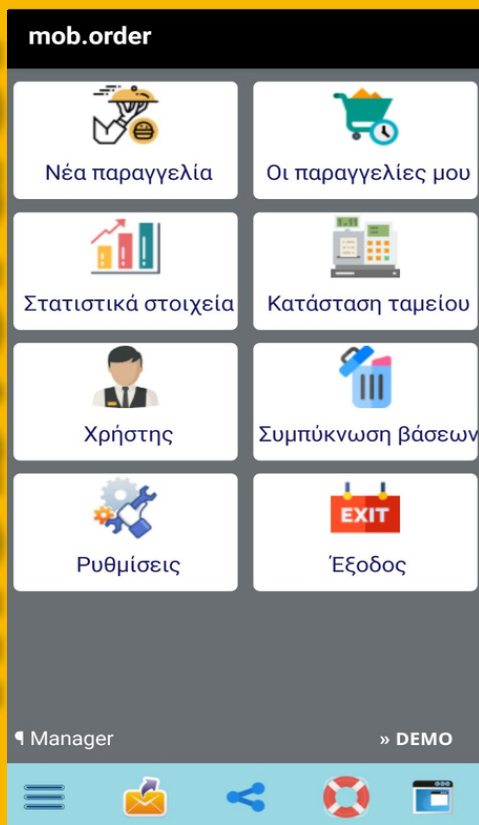 mob.order
Νέα παραγγελία
Οι παραγγελίες μου
Στατιστικά στοιχεία
Κατάσταση ταμείου
Χρήστης
Συμπύκνωση βάσεων
EXIT
Ρυθμίσεις
Έξοδος
¶ Manager
» DEMO